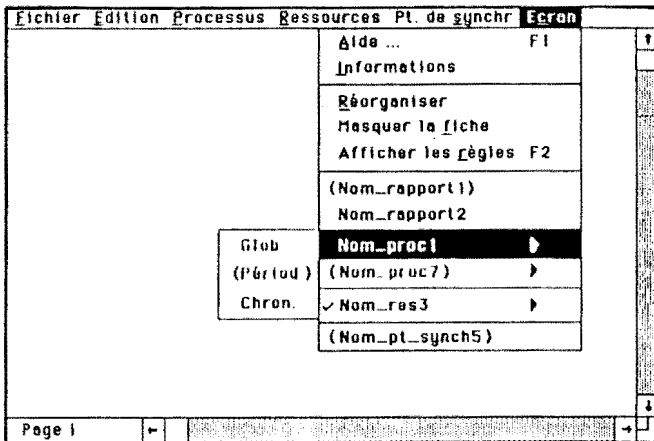 Fichier Edition Processus Ressources Pt. de synchr Ecran
Aide ... F1
Informations
Réorganiser
Masquer la fiche
Afficher les règles F2
(Nom_rapport1)
Nom_rapport2
Nom_proc1
(Nom_proc7)
✓ Nom_res3
(Nom_pt_synch5)
Glob
(Périod)
Chron.
Page 1